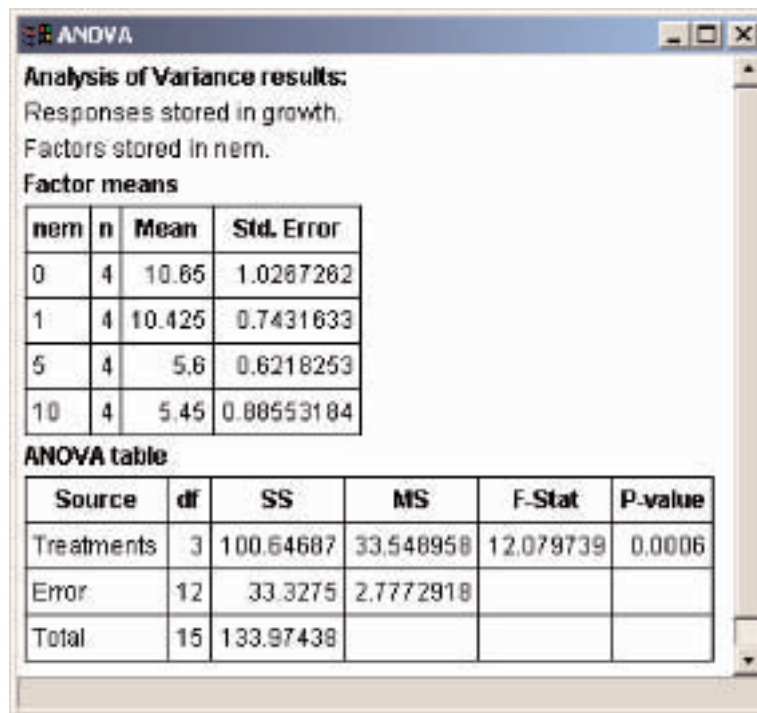 ANOVA
Analysis of Variance results:
Responses stored in growth.
Factors stored in nem.
Factor means
nem n Mean Std. Error
0 4 10.65 1.0267262
1 4 10.425 0.7431633
5 4 5.6 0.6218253
10 4 5.45 0.88553184
ANOVA table
Source df SS MS F-Stat P-value
Treatments 3 100.64687 33.548958 12.079739 0.0006
Error 12 33.3275 2.7772918
Total 15 133.97438